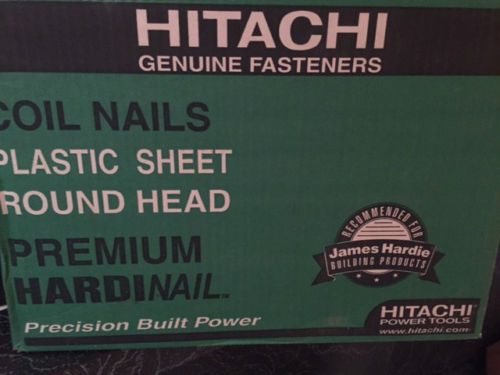 HITACHI
GENUINE FASTENERS
COIL NAILS
PLASTIC SHEET
ROUND HEAD
PREMIUM
HARDINAIL™
Precision Built Power
RECOMMENDED FOR
James Hardie
BUILDING PRODUCTS
HITACHI
POWER TOOLS
www.hitachi.com